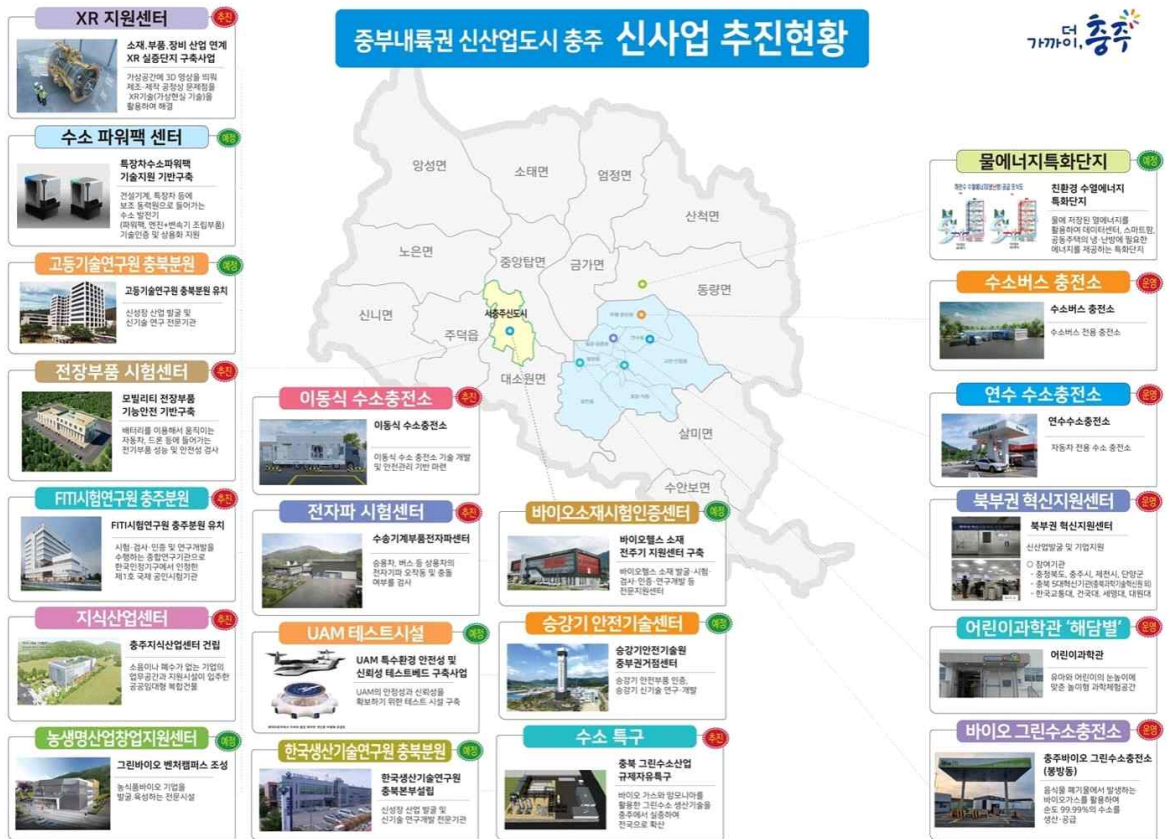 중부내륙권 신산업도시 충주 신사업 추진현황
더
가까이, 충주
XR 지원센터
추진
소재.부품.장비 산업 연계
XR 실증단지 구축사업
가상공간에 3D 영상을 띄워
제조·제작 공정상 문제점을
XR기술(가상현실 기술)을
활용하여 해결
수소 파워팩 센터
예정
특장차수소파워팩
기술지원 기반구축
건설기계, 특장차 등에
보조 동력원으로 들어가는
수소 발전기
(파워팩, 엔진+변속기 조립부품)
기술인증 및 상용화 지원
고등기술연구원 충북분원
예정
고등기술연구원 충북분원 유치
신성장 산업 발굴 및
신기술 연구 전문기관
전장부품 시험센터
추진
모빌리티 전장부품
기능안전 기반구축
배터리를 이용해서 움직이는
자동차, 드론 등에 들어가는
전기부품 성능 및 안전성 검사
FITI시험연구원 충주분원
추진
FITI시험연구원 충주분원 유치
시험·검사·인증 및 연구개발을
수행하는 종합연구기관으로
한국인정기구에서 인정한
제1호 국제 공인시험기관
지식산업센터
추진
충주지식산업센터 건립
소음이나 폐수가 없는 기업의
업무공간과 지원시설이 입주한
공공임대형 복합건물
농생명산업창업지원센터
예정
그린바이오 벤처캠퍼스 조성
농식품바이오 기업을
발굴.육성하는 전문시설
이동식 수소충전소
추진
이동식 수소충전소
이동식 수소 충전소 기술 개발
및 안전관리 기반 마련
전자파 시험센터
추진
수송기계부품전자파센터
승용차, 버스 등 상용차의
전자기파 오작동 및 충돌
여부를 검사
UAM 테스트시설
예정
UAM 특수환경 안전성 및
신뢰성 테스트베드 구축사업
UAM의 안정성과 신뢰성을
확보하기 위한 테스트 시설 구축
한국생산기술연구원 충북분원
예정
한국생산기술연구원
충북본부설립
신성장 산업 발굴 및
신기술 연구개발 전문기관
바이오소재시험인증센터
예정
바이오헬스 소재
전주기 지원센터 구축
바이오헬스 소재 발굴·시험·
검사·인증·연구개발 등
전문지원센터
승강기 안전기술센터
예정
승강기안전기술원
중부권거점센터
승강기 안전부품 인증,
승강기 신기술 연구·개발
수소 특구
추진
충북 그린수소산업
규제자유특구
바이오 가스와 암모니아를
활용한 그린수소 생산기술을
충주에서 실증하여
전국으로 확산
앙성면
소태면
엄정면
산척면
노은면
중앙탑면
금가면
동량면
신니면
주덕읍
서충주신도시
대소원면
살미면
수안보면
물에너지특화단지
예정
친환경 수열에너지
특화단지
물에 저장된 열에너지를
활용하여 데이터센터, 스마트팜,
공동주택의 냉·난방에 필요한
에너지를 제공하는 특화단지
수소버스 충전소
운영
수소버스 충전소
수소버스 전용 충전소
연수 수소충전소
운영
연수수소충전소
자동차 전용 수소 충전소
북부권 혁신지원센터
운영
북부권 혁신지원센터
신산업발굴 및 기업지원
○ 참여기관
- 충청북도, 충주시, 제천시, 단양군
- 충북 5대혁신기관(충북과학기술혁신원 외)
- 한국교통대, 건국대, 세명대, 대원대
어린이과학관 '해담별'
운영
어린이과학관
유아와 어린이의 눈높이에
맞춘 놀이형 과학체험공간
바이오 그린수소충전소
운영
충주바이오 그린수소충전소
(봉방동)
음식물 폐기물에서 발생하는
바이오가스를 활용하여
순도 99.99%의 수소를
생산·공급